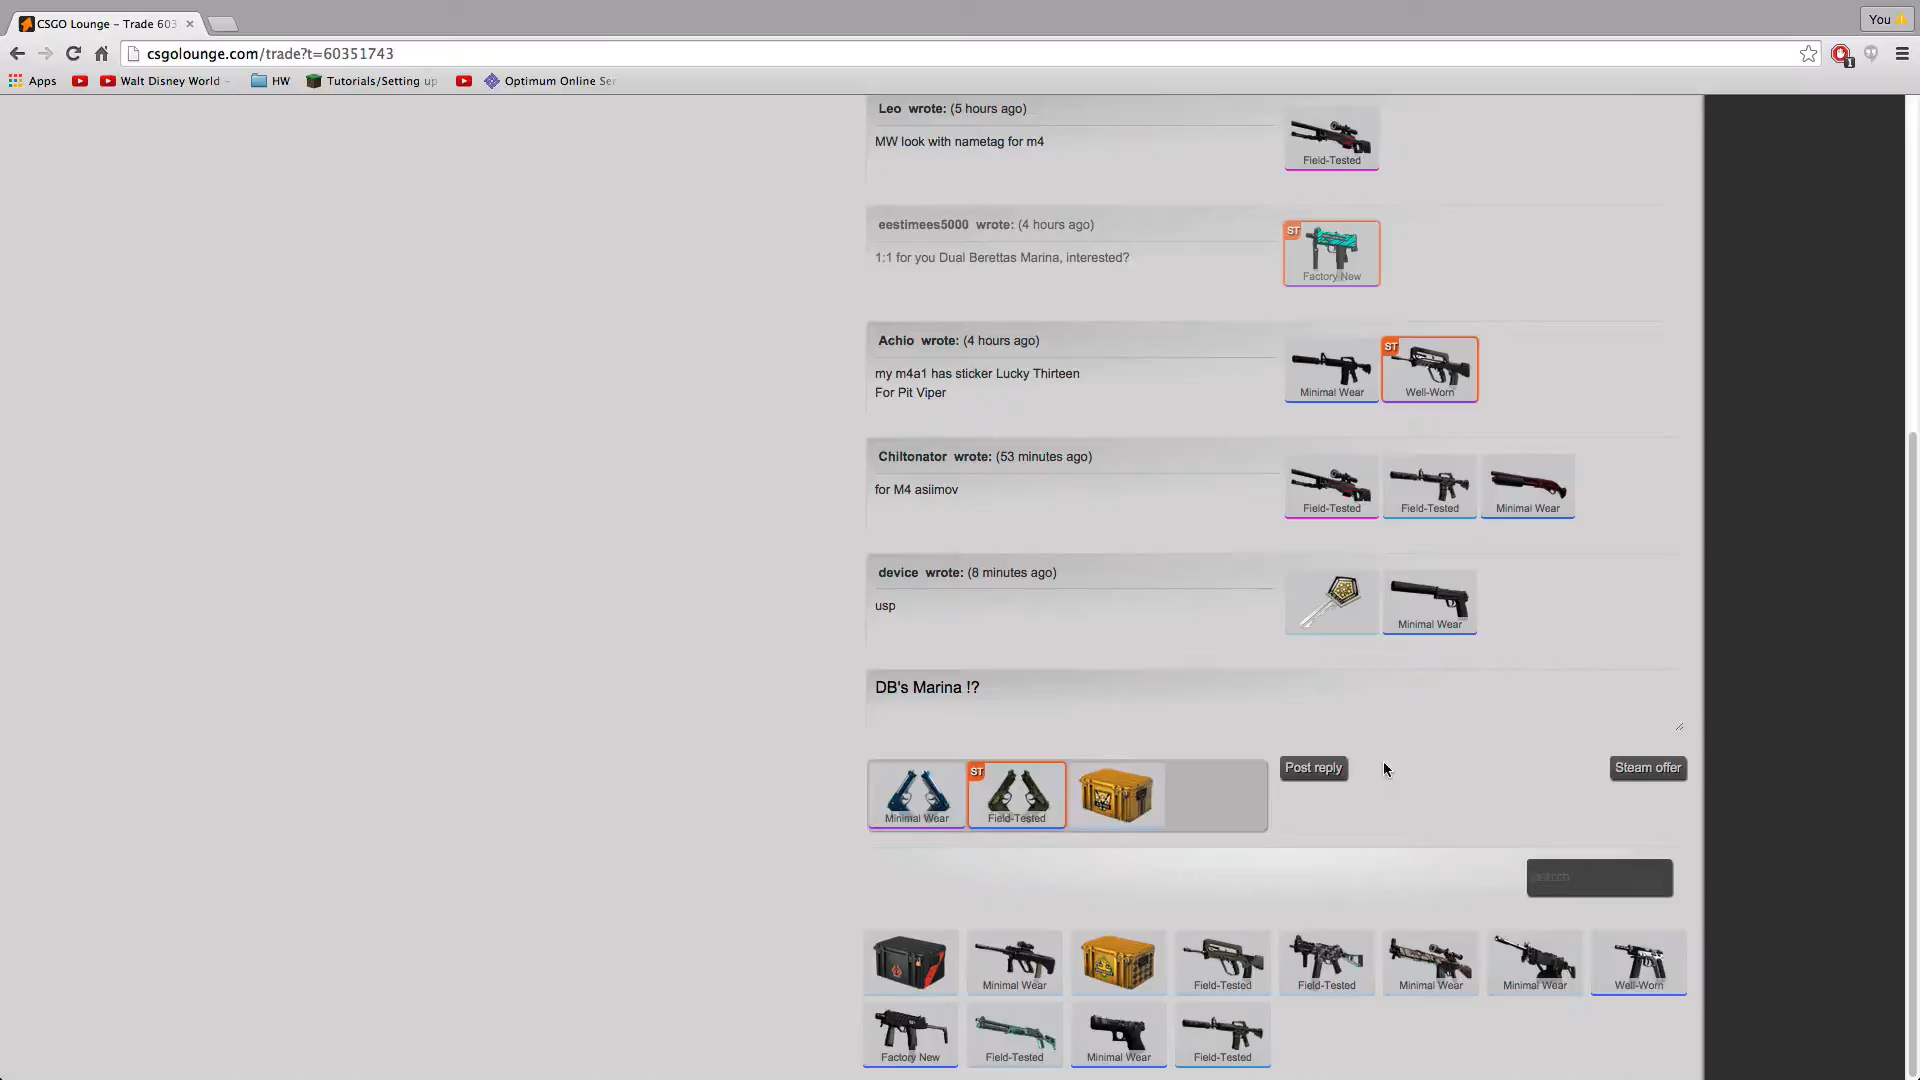 CSGO Lounge – Trade 603
You
csgolounge.com/trade?t=60351743
1
Apps
Walt Disney World –
HW
Tutorials/Setting up
Optimum Online Ser
Leo wrote: (5 hours ago)
MW look with nametag for m4
Field-Tested
eestimees5000 wrote: (4 hours ago)
1:1 for you Dual Berettas Marina, interested?
ST
Factory New
Achio wrote: (4 hours ago)
my m4a1 has sticker Lucky Thirteen
For Pit Viper
Minimal Wear
ST
Well-Worn
Chiltonator wrote: (53 minutes ago)
for M4 asiimov
Field-Tested
Field-Tested
Minimal Wear
device wrote: (8 minutes ago)
usp
Minimal Wear
DB's Marina !?
Minimal Wear
ST
Field-Tested
Post reply
Steam offer
search
Minimal Wear
Field-Tested
Field-Tested
Minimal Wear
Minimal Wear
Well-Worn
Factory New
Field-Tested
Minimal Wear
Field-Tested